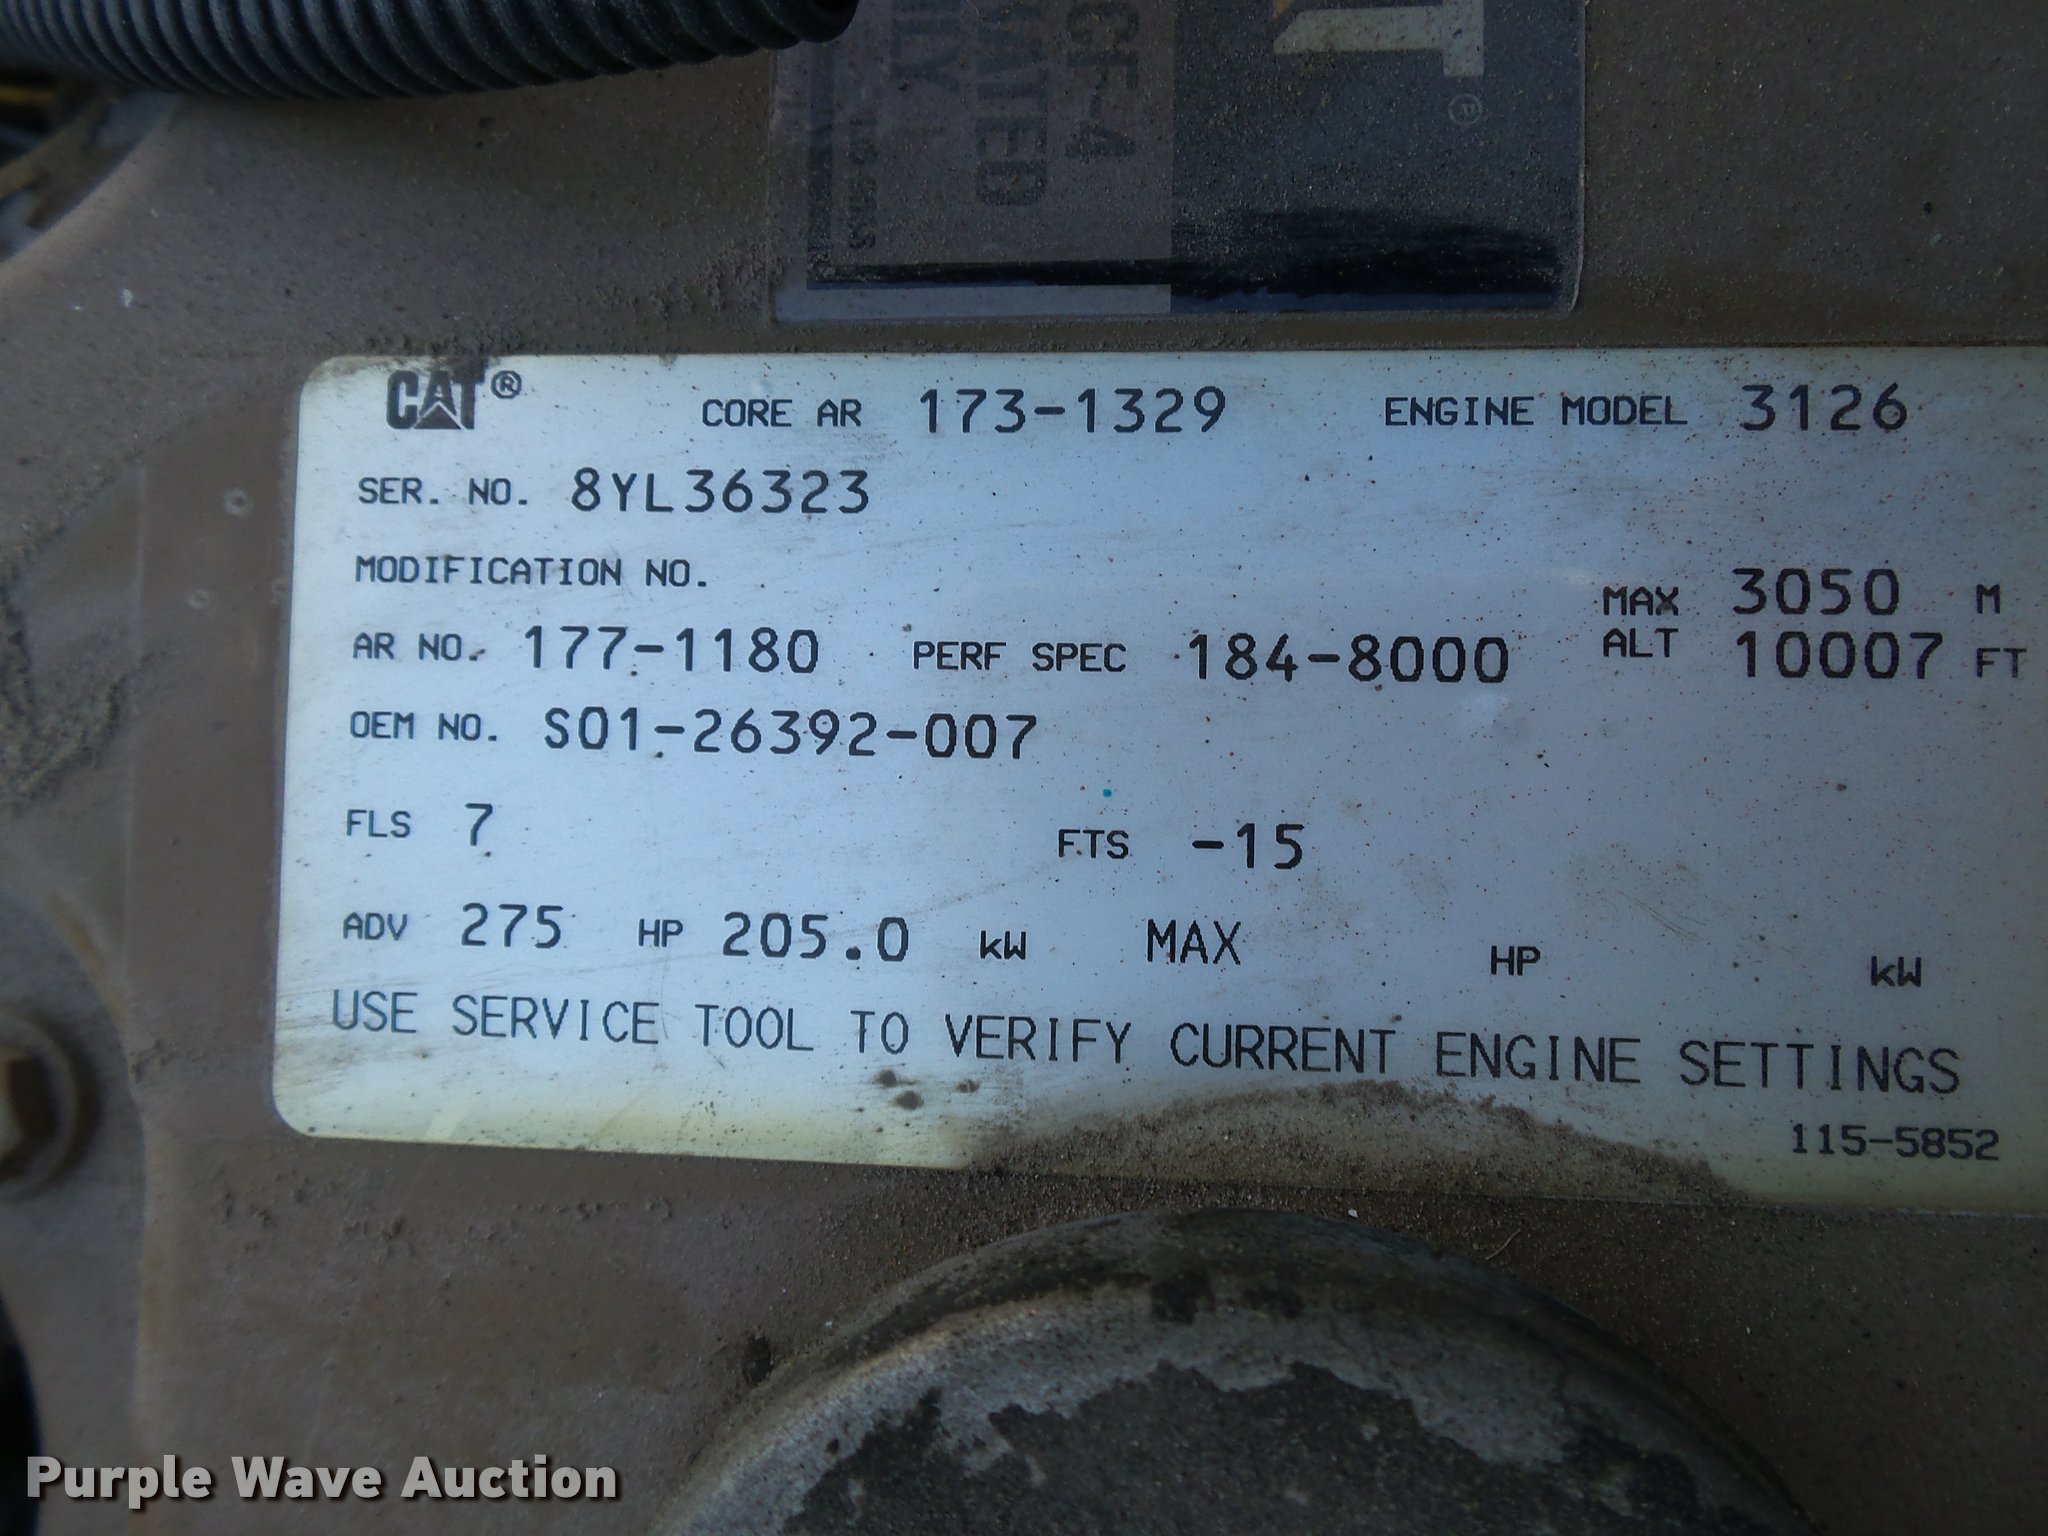 T ®
CF-4
CAT® CORE AR 173-1329 ENGINE MODEL 3126
SER. NO. 8YL36323
MODIFICATION NO.
MAX ALT 3050 M
10007 FT
AR NO. 177-1180 PERF SPEC 184-8000
OEM NO. S01-26392-007
FLS 7 FTS -15
ADV 275 HP 205.0 kW MAX HP kW
USE SERVICE TOOL TO VERIFY CURRENT ENGINE SETTINGS
115-5852
Purple Wave Auction